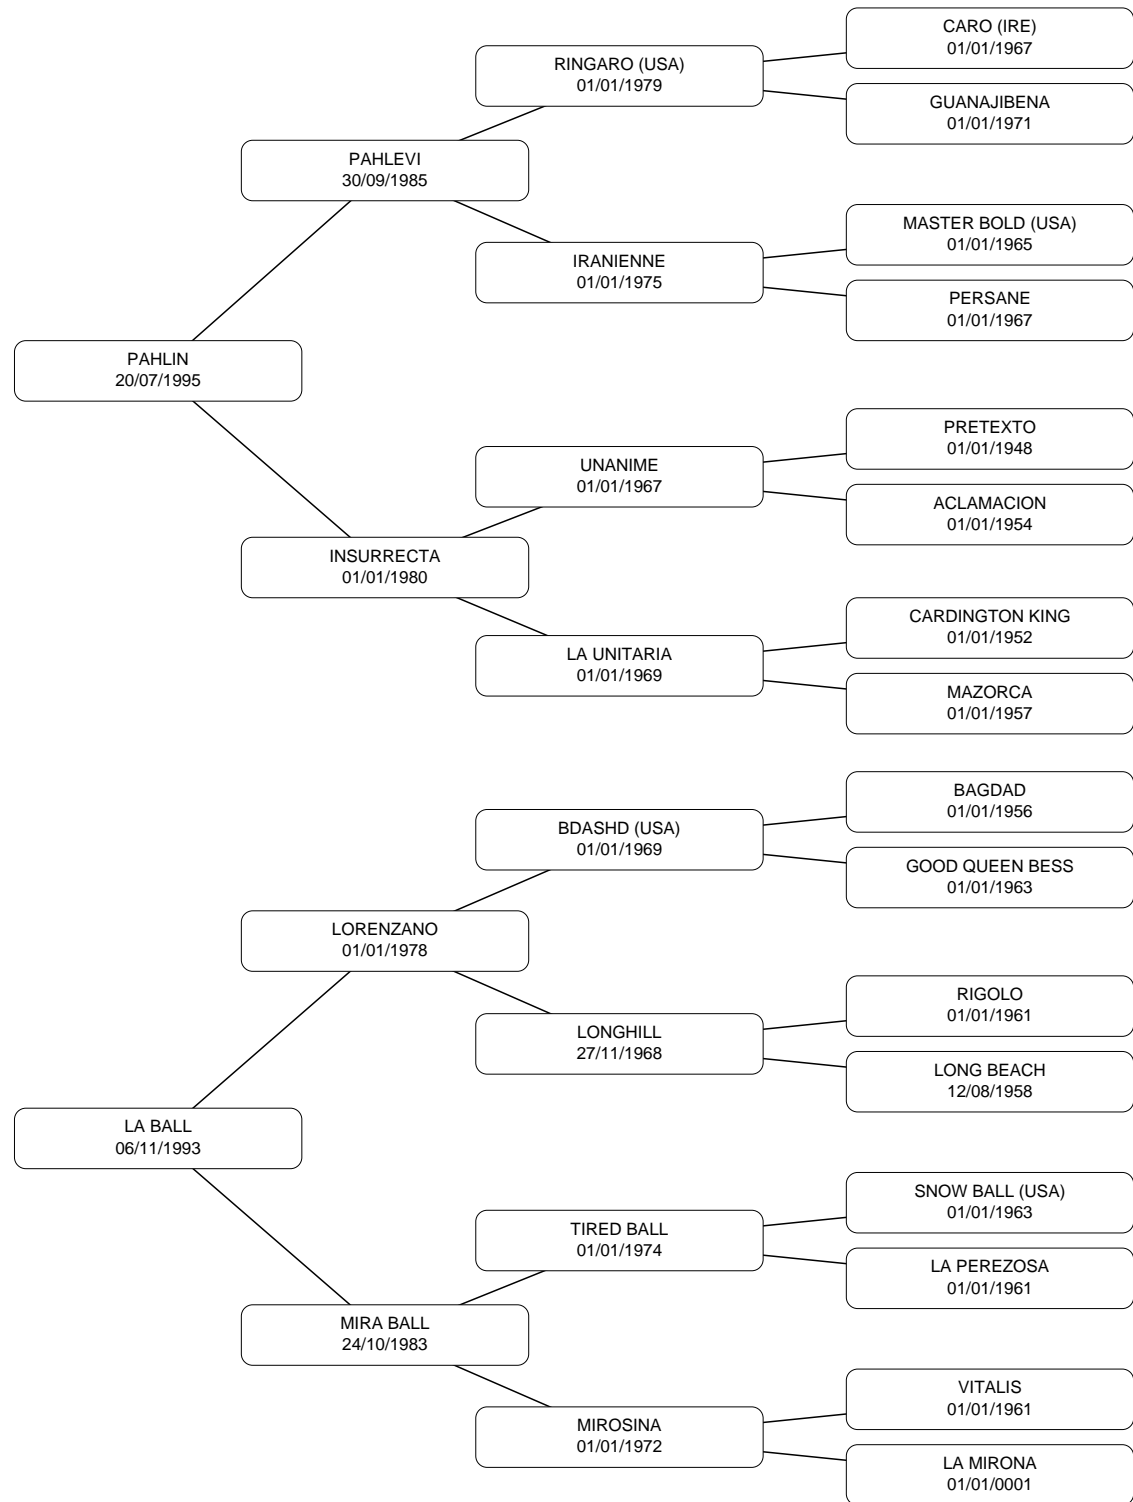 CARO (IRE)
01/01/1967
RINGARO (USA)
01/01/1979
GUANAJIBENA
01/01/1971
PAHLEVI
30/09/1985
MASTER BOLD (USA)
01/01/1965
IRANIENNE
01/01/1975
PERSANE
01/01/1967
PAHLIN
20/07/1995
PRETEXTO
01/01/1948
UNANIME
01/01/1967
ACLAMACION
01/01/1954
INSURRECTA
01/01/1980
CARDINGTON KING
01/01/1952
LA UNITARIA
01/01/1969
MAZORCA
01/01/1957
BAGDAD
01/01/1956
BDASHD (USA)
01/01/1969
GOOD QUEEN BESS
01/01/1963
LORENZANO
01/01/1978
RIGOLO
01/01/1961
LONGHILL
27/11/1968
LONG BEACH
12/08/1958
LA BALL
06/11/1993
SNOW BALL (USA)
01/01/1963
TIRED BALL
01/01/1974
LA PEREZOSA
01/01/1961
MIRA BALL
24/10/1983
VITALIS
01/01/1961
MIROSINA
01/01/1972
LA MIRONA
01/01/0001